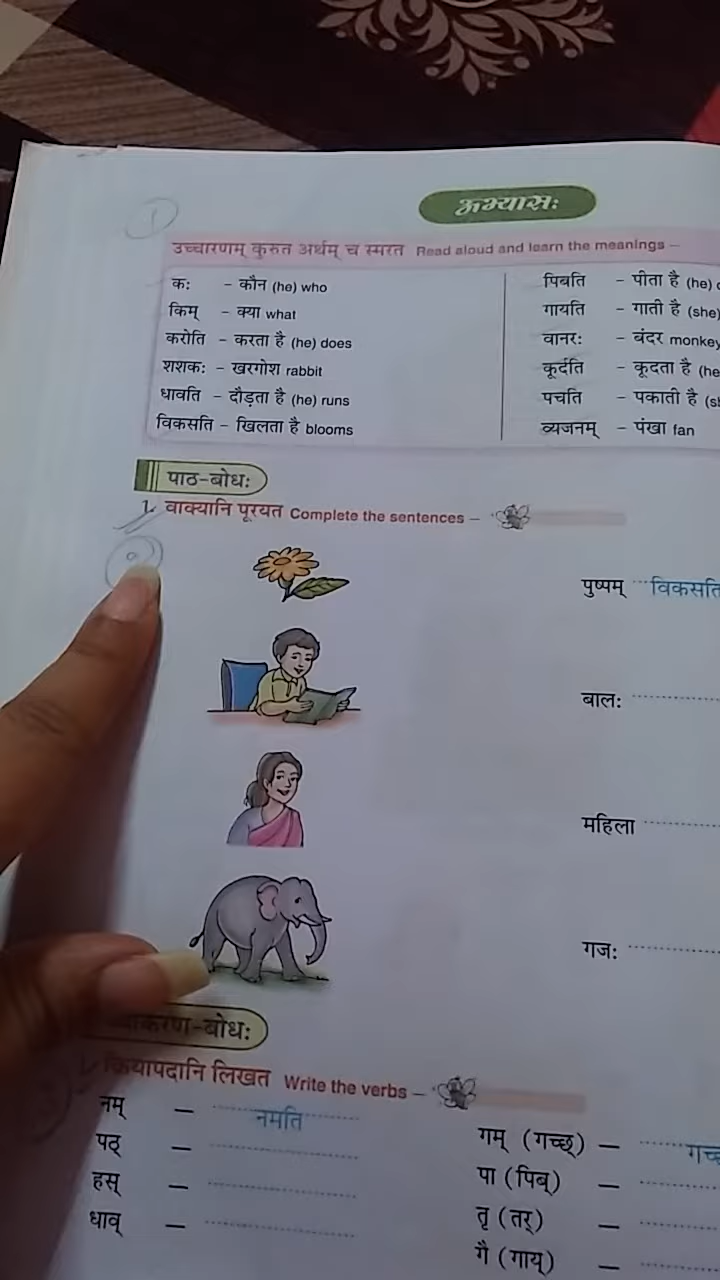 अभ्यासः
उच्चारणम् कुरुत अर्थम् च स्मरत Read aloud and learn the meanings –
कः – कौन (he) who
किम् – क्या what
करोति – करता है (he) does
शशकः – खरगोश rabbit
धावति – दौड़ता है (he) runs
विकसति – खिलता है blooms
पिबति – पीता है (he)
गायति – गाती है (she)
वानरः – बंदर monkey
कूर्दति – कूदता है (he
पचति – पकाती है
व्यजनम् – पंखा fan
पाठ-बोधः
1. वाक्यानि पूरयत Complete the sentences –
पुष्पम् विकसति
बालः
महिला
गजः
-बोधः
क्रियापदानि लिखत Write the verbs –
नम् – नमति
पठ् –
हस् –
धाव् –
गम् (गच्छ्) –
पा (पिब्) –
तृ (तर्) –
गै (गाय्) –